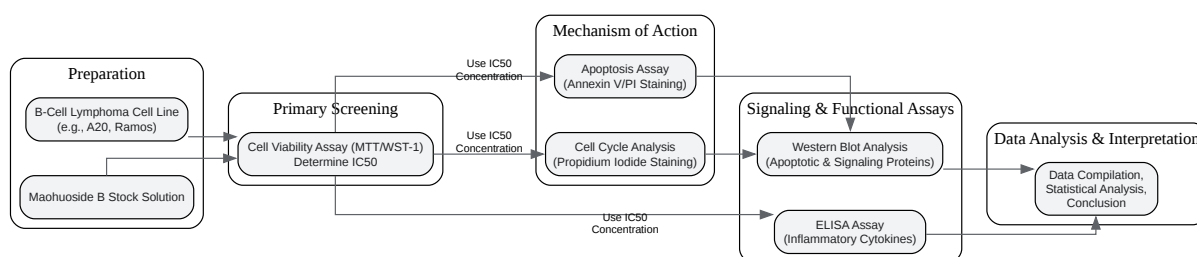 Preparation
B-Cell Lymphoma Cell Line
(e.g., A20, Ramos)
Maohuoside B Stock Solution
Primary Screening
Cell Viability Assay (MTT/WST-1)
Determine IC50
Use IC50
Concentration
Use IC50
Concentration
Use IC50
Concentration
Mechanism of Action
Apoptosis Assay
(Annexin V/PI Staining)
Cell Cycle Analysis
(Propidium Iodide Staining)
Signaling & Functional Assays
Western Blot Analysis
(Apoptotic & Signaling Proteins)
ELISA Assay
(Inflammatory Cytokines)
Data Analysis & Interpretation
Data Compilation,
Statistical Analysis,
Conclusion